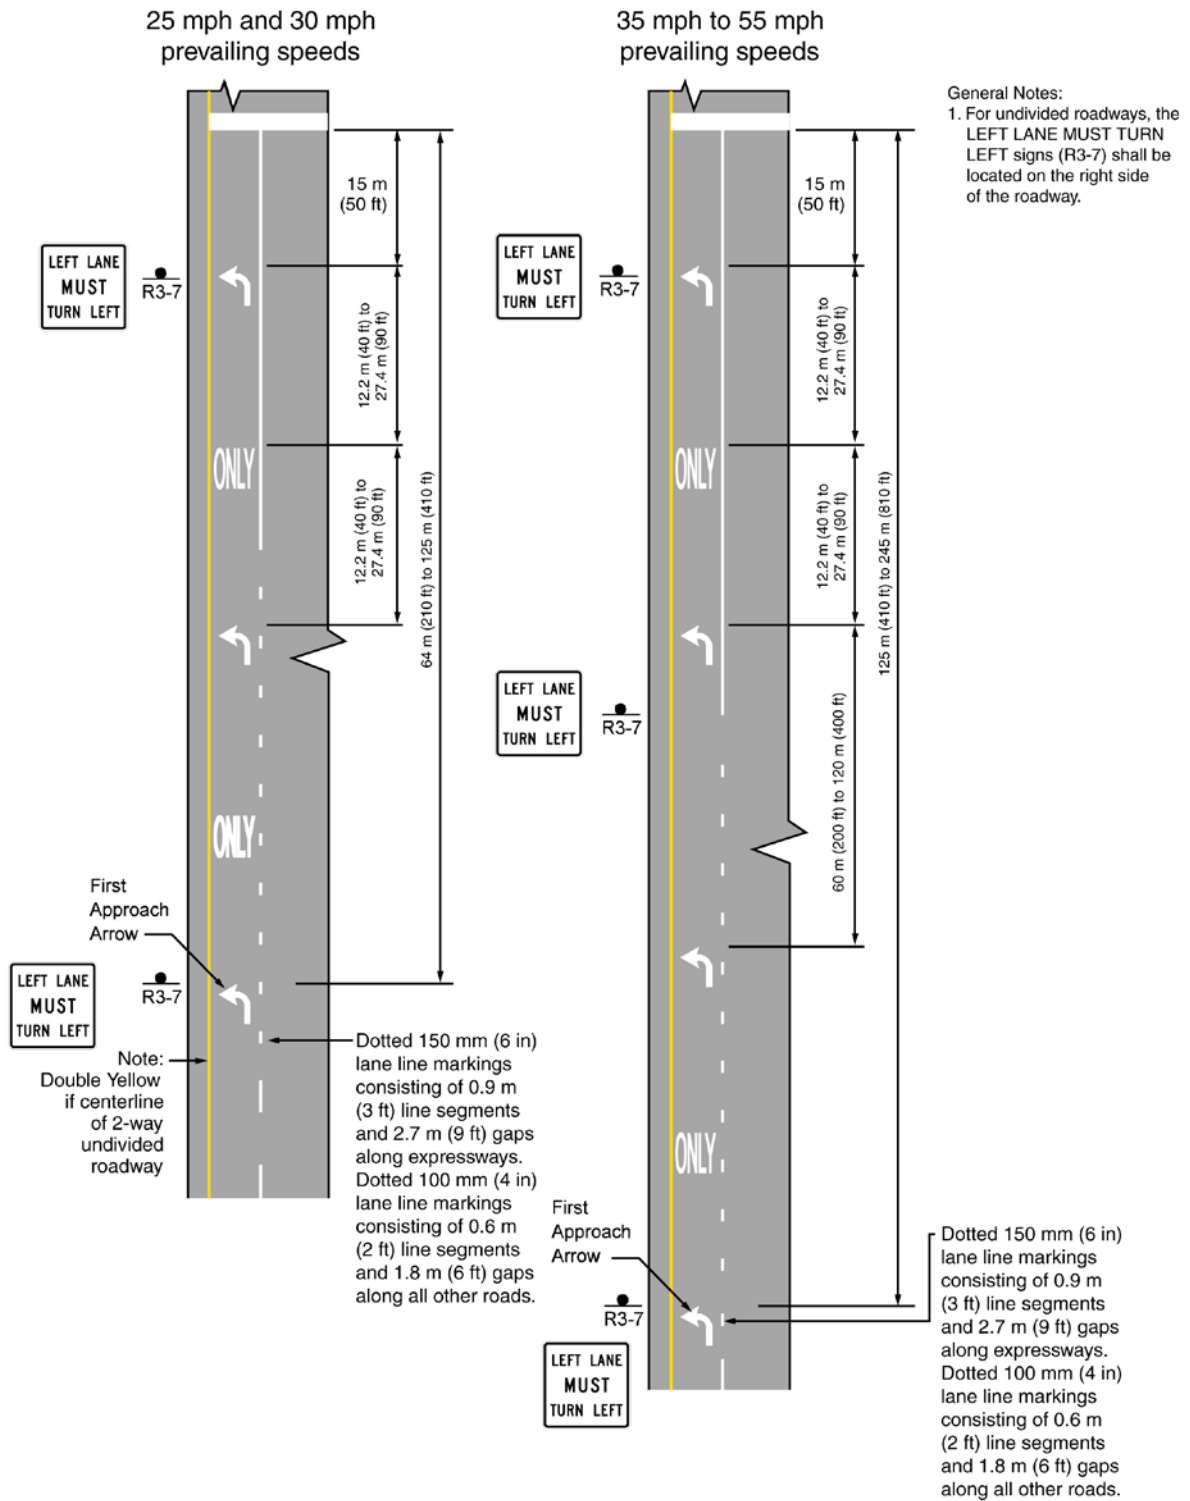 25 mph and 30 mph
prevailing speeds
15 m
(50 ft)
LEFT LANE
MUST
TURN LEFT
R3-7
12.2 m (40 ft) to
27.4 m (90 ft)
ONLY
12.2 m (40 ft) to
27.4 m (90 ft)
64 m (210 ft) to 125 m (410 ft)
ONLY
First
Approach
Arrow
LEFT LANE
MUST
TURN LEFT
R3-7
Note:
Double Yellow
if centerline
of 2-way
undivided
roadway
Dotted 150 mm (6 in)
lane line markings
consisting of 0.9 m
(3 ft) line segments
and 2.7 m (9 ft) gaps
along expressways.
Dotted 100 mm (4 in)
lane line markings
consisting of 0.6 m
(2 ft) line segments
and 1.8 m (6 ft) gaps
along all other roads.
35 mph to 55 mph
prevailing speeds
15 m
(50 ft)
LEFT LANE
MUST
TURN LEFT
R3-7
12.2 m (40 ft) to
27.4 m (90 ft)
ONLY
12.2 m (40 ft) to
27.4 m (90 ft)
125 m (410 ft) to 245 m (810 ft)
LEFT LANE
MUST
TURN LEFT
R3-7
60 m (200 ft) to 120 m (400 ft)
ONLY
First
Approach
Arrow
R3-7
LEFT LANE
MUST
TURN LEFT
Dotted 150 mm (6 in)
lane line markings
consisting of 0.9 m
(3 ft) line segments
and 2.7 m (9 ft) gaps
along expressways.
Dotted 100 mm (4 in)
lane line markings
consisting of 0.6 m
(2 ft) line segments
and 1.8 m (6 ft) gaps
along all other roads.
General Notes:
1. For undivided roadways, the
LEFT LANE MUST TURN
LEFT signs (R3-7) shall be
located on the right side
of the roadway.